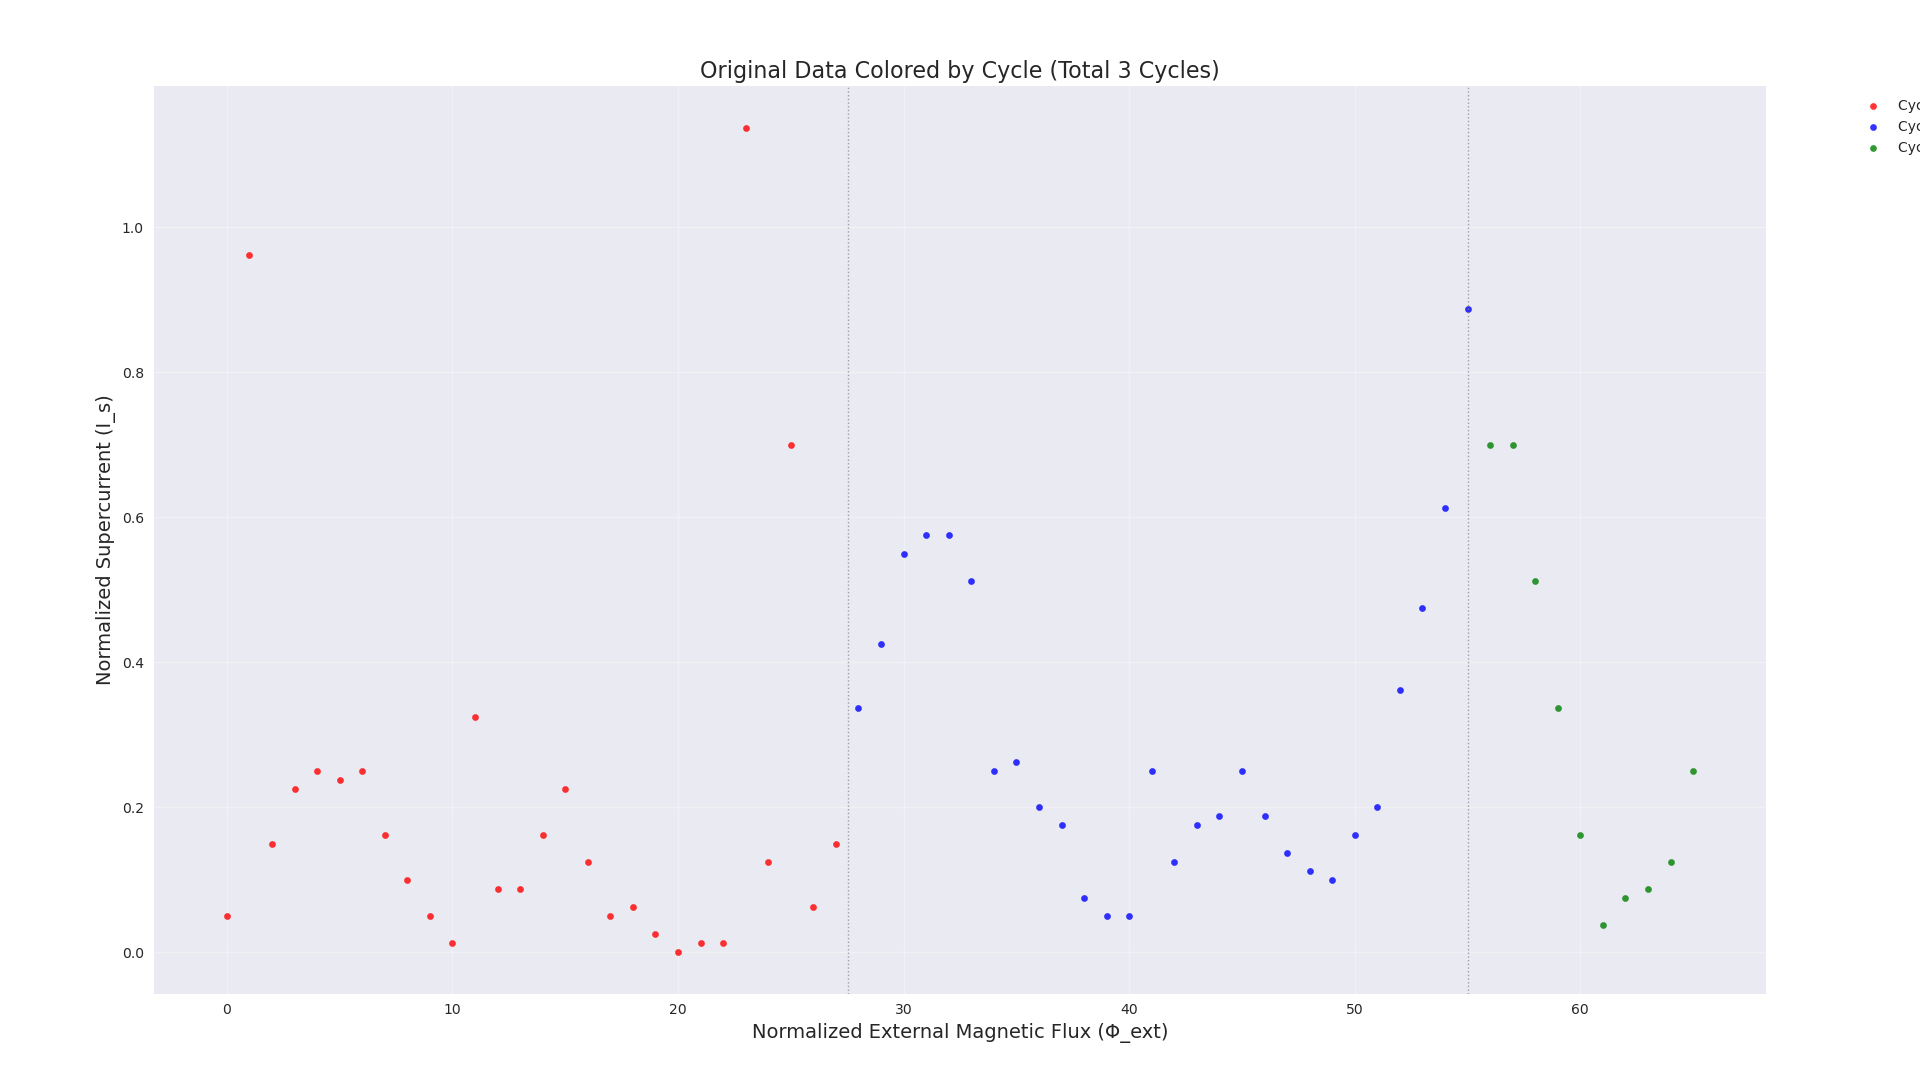 Original Data Colored by Cycle (Total 3 Cycles)
Cyc
Cyc
Cyc
Normalized Supercurrent (I_s)
1.0
0.8
0.6
0.4
0.2
0.0
0 10 20 30 40 50 60
Normalized External Magnetic Flux (Φ_ext)